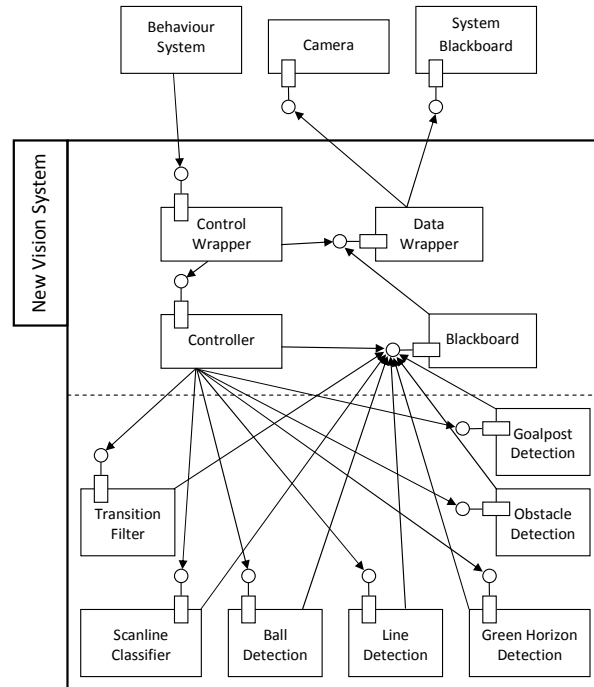 Behaviour
System
Camera
System
Blackboard
New Vision System
Control
Wrapper
Data
Wrapper
Controller
Blackboard
Goalpost
Detection
Transition
Filter
Obstacle
Detection
Scanline
Classifier
Ball
Detection
Line
Detection
Green Horizon
Detection